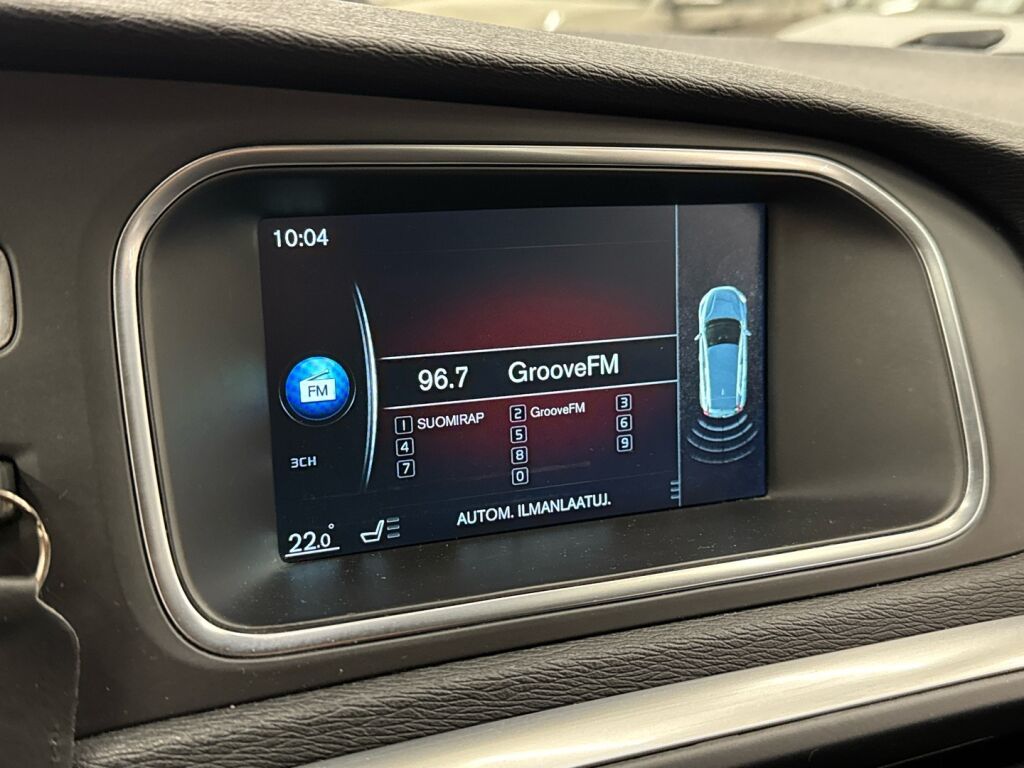 10:04
FM
96.7 GrooveFM
1 SUOMIRAP 2 GrooveFM 3
4 5 6
7 8 9
0
3CH
22.0° AUTOM. ILMANLAATUJ.